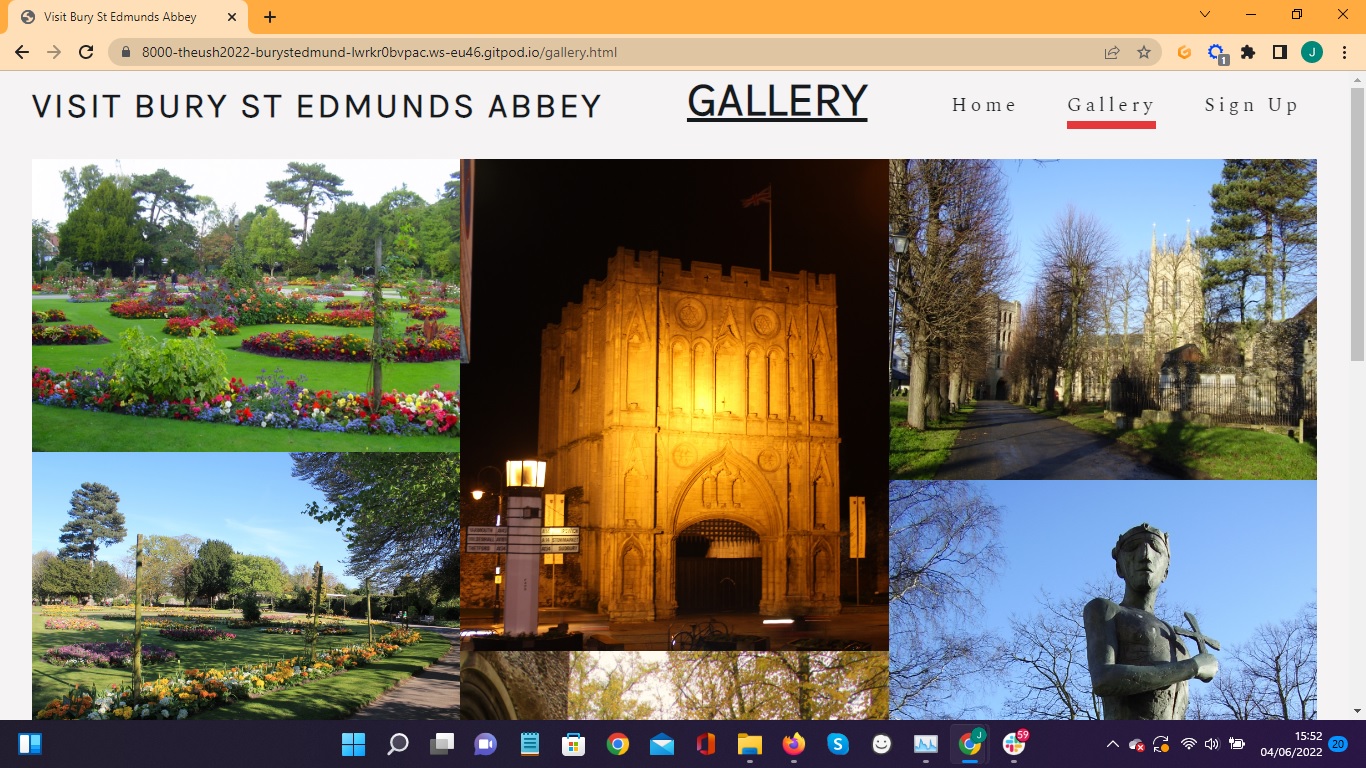 Visit Bury St Edmunds Abbey
8000-theush2022-burystedmund-lwrkr0bvpac.ws-eu46.gitpod.io/gallery.html
1
J
VISIT BURY ST EDMUNDS ABBEY
GALLERY
Home
Gallery
Sign Up
J
59
15:52
04/06/2022
20